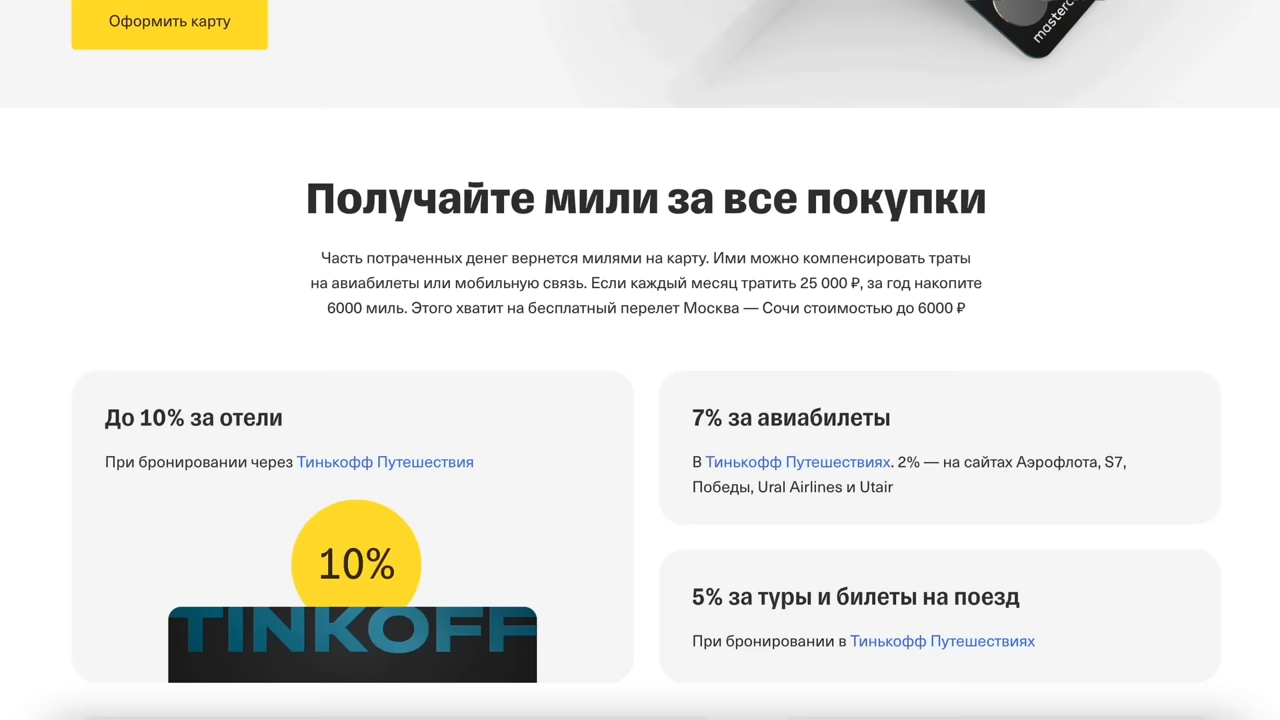 Оформить карту
Получайте мили за все покупки
Часть потраченных денег вернется милями на карту. Ими можно компенсировать траты
на авиабилеты или мобильную связь. Если каждый месяц тратить 25 000 ₽, за год накопите
6000 миль. Этого хватит на бесплатный перелет Москва — Сочи стоимостью до 6000 ₽
До 10% за отели
При бронировании через Тинькофф Путешествия
10%
TINKOFF
7% за авиабилеты
В Тинькофф Путешествиях. 2% — на сайтах Аэрофлота, S7,
Победы, Ural Airlines и Utair
5% за туры и билеты на поезд
При бронировании в Тинькофф Путешествиях